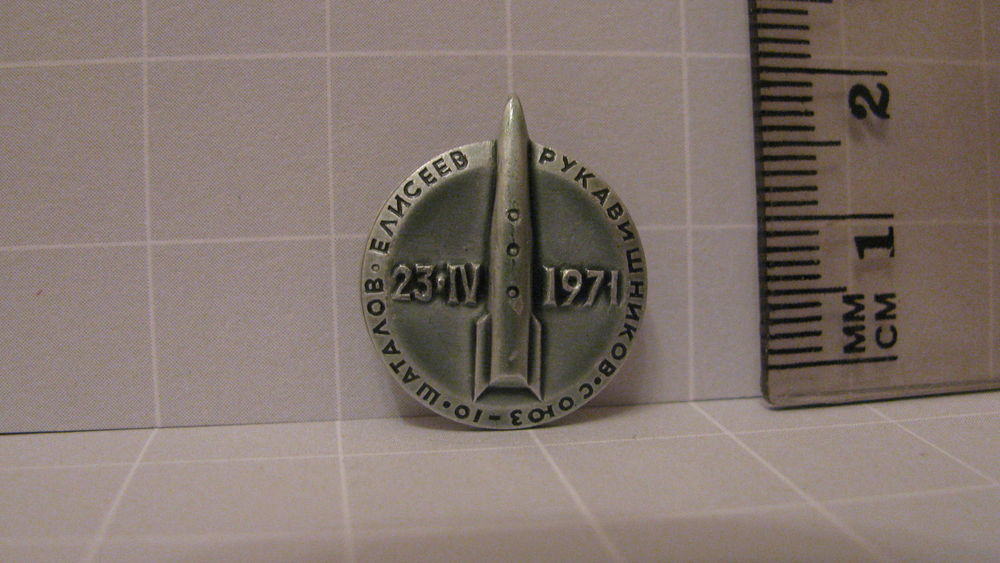 ШАТАЛОВ · ЕЛИСЕЕВ РУКАВИШНИКОВ · СОЮЗ-10 ·
23·IV 1971
2
1
MM
CM